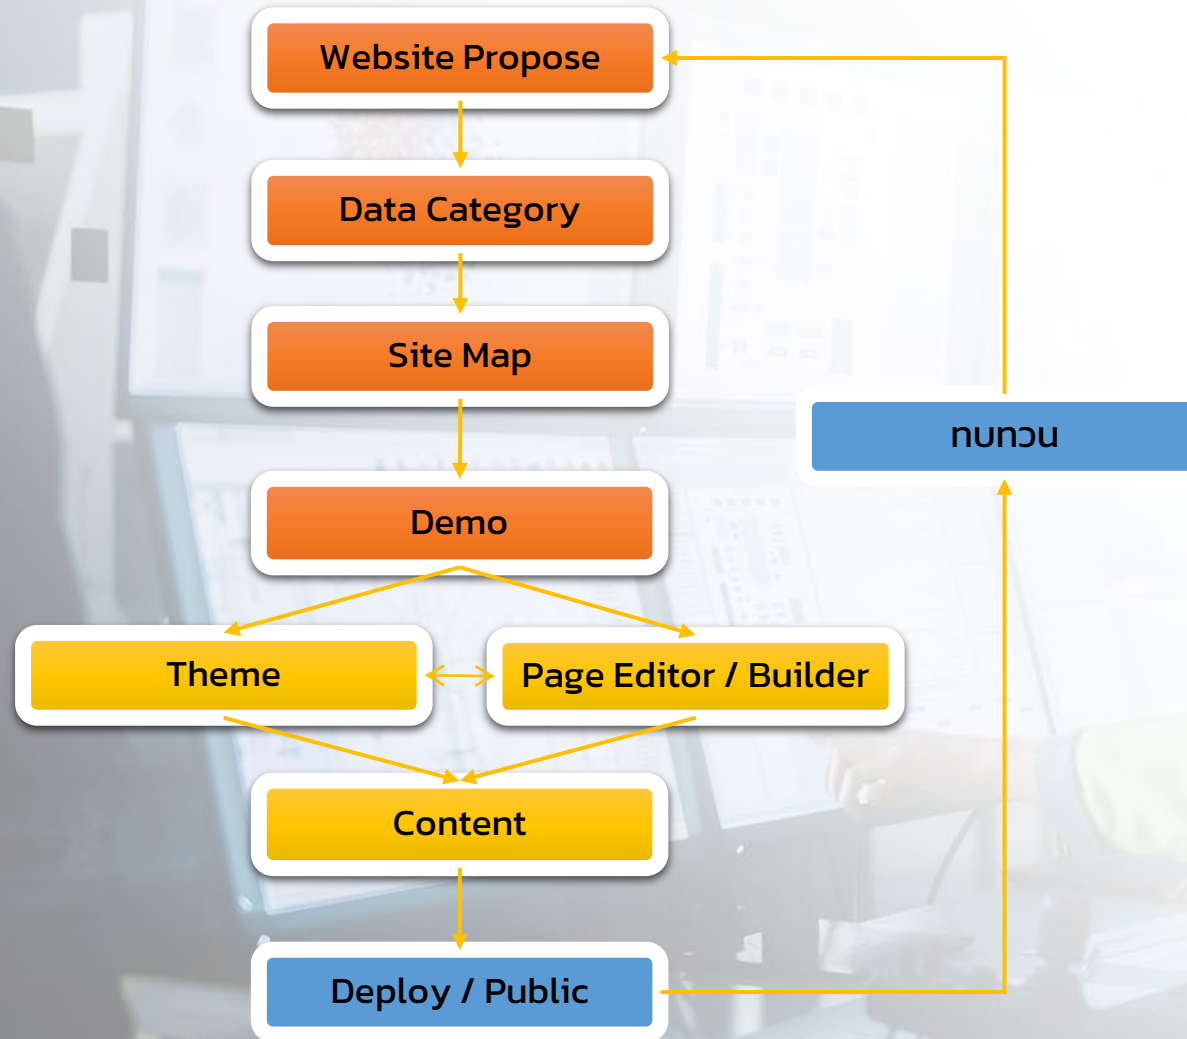 Website Propose
Data Category
Site Map
Demo
Theme
Page Editor / Builder
Content
Deploy / Public
ทบทวน